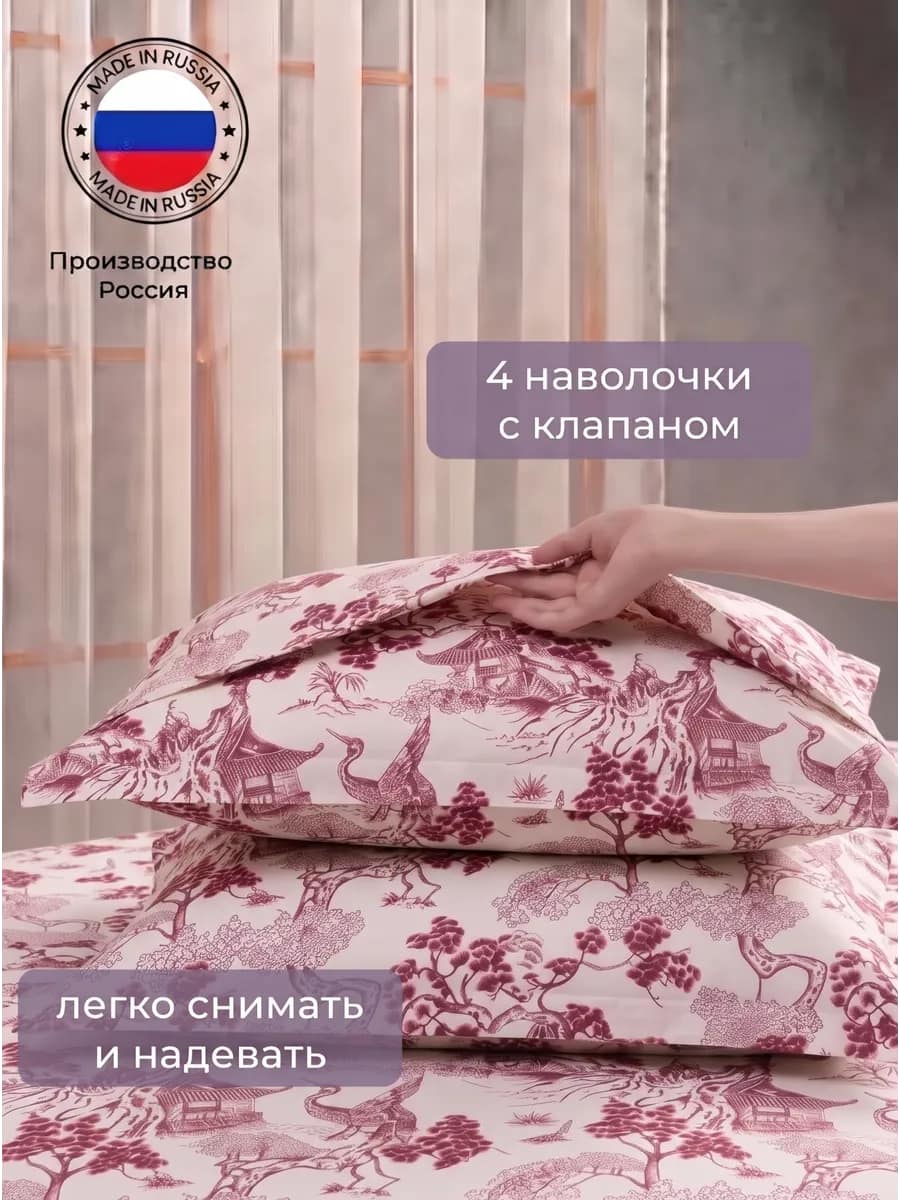 MADE IN RUSSIA
MADE IN RUSSIA
Производство
Россия
4 наволочки
с клапаном
легко снимать
и надевать